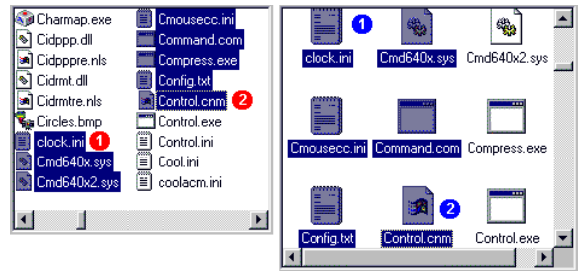 Charmap.exe
Cidppp.dll
Cidpppre.nls
Cidrmt.dll
Cidrmtre.nls
Circles.bmp
clock.ini 1
Cmd640x.sys
Cmd640x2.sys
Cmousecc.ini
Command.com
Compress.exe
Config.txt
Control.cnm 2
Control.exe
Control.ini
Cool.ini
coolacm.ini
1
clock.ini Cmd640x.sys Cmd640x2.sys
Cmousecc.ini Command.com Compress.exe
2
Config.txt Control.cnm Control.exe